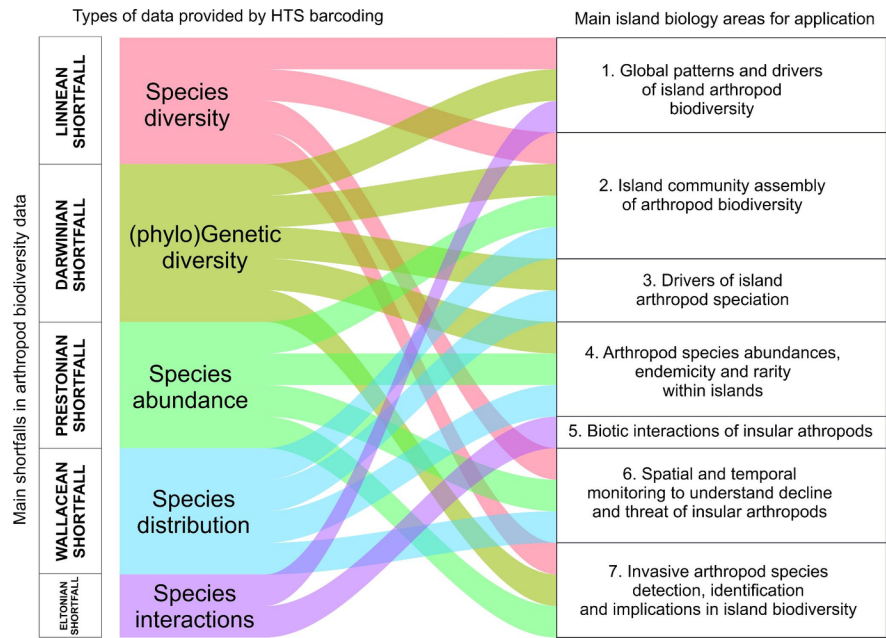 Types of data provided by HTS barcoding
Main island biology areas for application
Main shortfalls in arthropod biodiversity data
LINNEAN
SHORTFALL
DARWINIAN
SHORTFALL
PRESTONIAN
SHORTFALL
WALLACEAN
SHORTFALL
ELTONIAN
SHORTFALL
Species
diversity
(phylo)Genetic
diversity
Species
abundance
Species
distribution
Species
interactions
1. Global patterns and drivers
of island arthropod
biodiversity
2. Island community assembly
of arthropod biodiversity
3. Drivers of island
arthropod speciation
4. Arthropod species abundances,
endemicity and rarity
within islands
5. Biotic interactions of insular athropods
6. Spatial and temporal
monitoring to understand decline
and threat of insular arthropods
7. Invasive arthropod species
detection, identification
and implications in island biodiversity